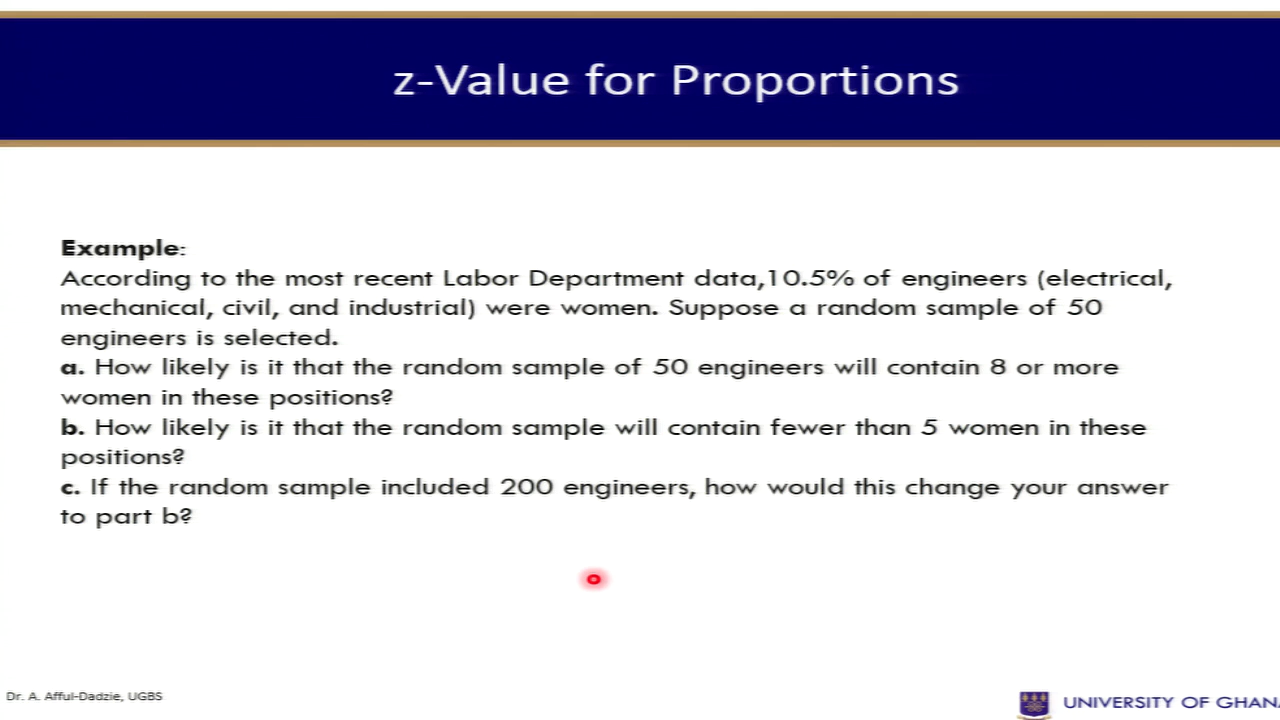 z-Value for Proportions
Example:
According to the most recent Labor Department data,10.5% of engineers (electrical,
mechanical, civil, and industrial) were women. Suppose a random sample of 50
engineers is selected.
a. How likely is it that the random sample of 50 engineers will contain 8 or more
women in these positions?
b. How likely is it that the random sample will contain fewer than 5 women in these
positions?
c. If the random sample included 200 engineers, how would this change your answer
to part b?
Dr. A. Afful-Dadzie, UGBS
UNIVERSITY OF GHANA